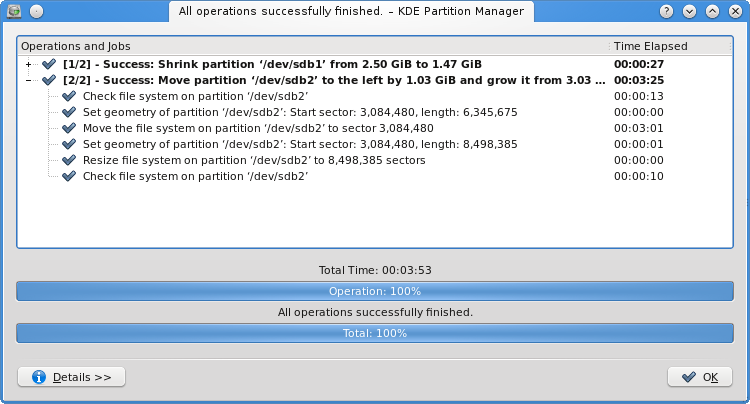 All operations successfully finished. – KDE Partition Manager
Operations and Jobs Time Elapsed
[1/2] - Success: Shrink partition ‘/dev/sdb1’ from 2.50 GiB to 1.47 GiB 00:00:27
[2/2] - Success: Move partition ‘/dev/sdb2’ to the left by 1.03 GiB and grow it from 3.03 ... 00:03:25
Check file system on partition ‘/dev/sdb2’ 00:00:13
Set geometry of partition ‘/dev/sdb2’: Start sector: 3,084,480, length: 6,345,675 00:00:00
Move the file system on partition ‘/dev/sdb2’ to sector 3,084,480 00:03:01
Set geometry of partition ‘/dev/sdb2’: Start sector: 3,084,480, length: 8,498,385 00:00:01
Resize file system on partition ‘/dev/sdb2’ to 8,498,385 sectors 00:00:00
Check file system on partition ‘/dev/sdb2’ 00:00:10
Total Time: 00:03:53
Operation: 100%
All operations successfully finished.
Total: 100%
Details >> OK